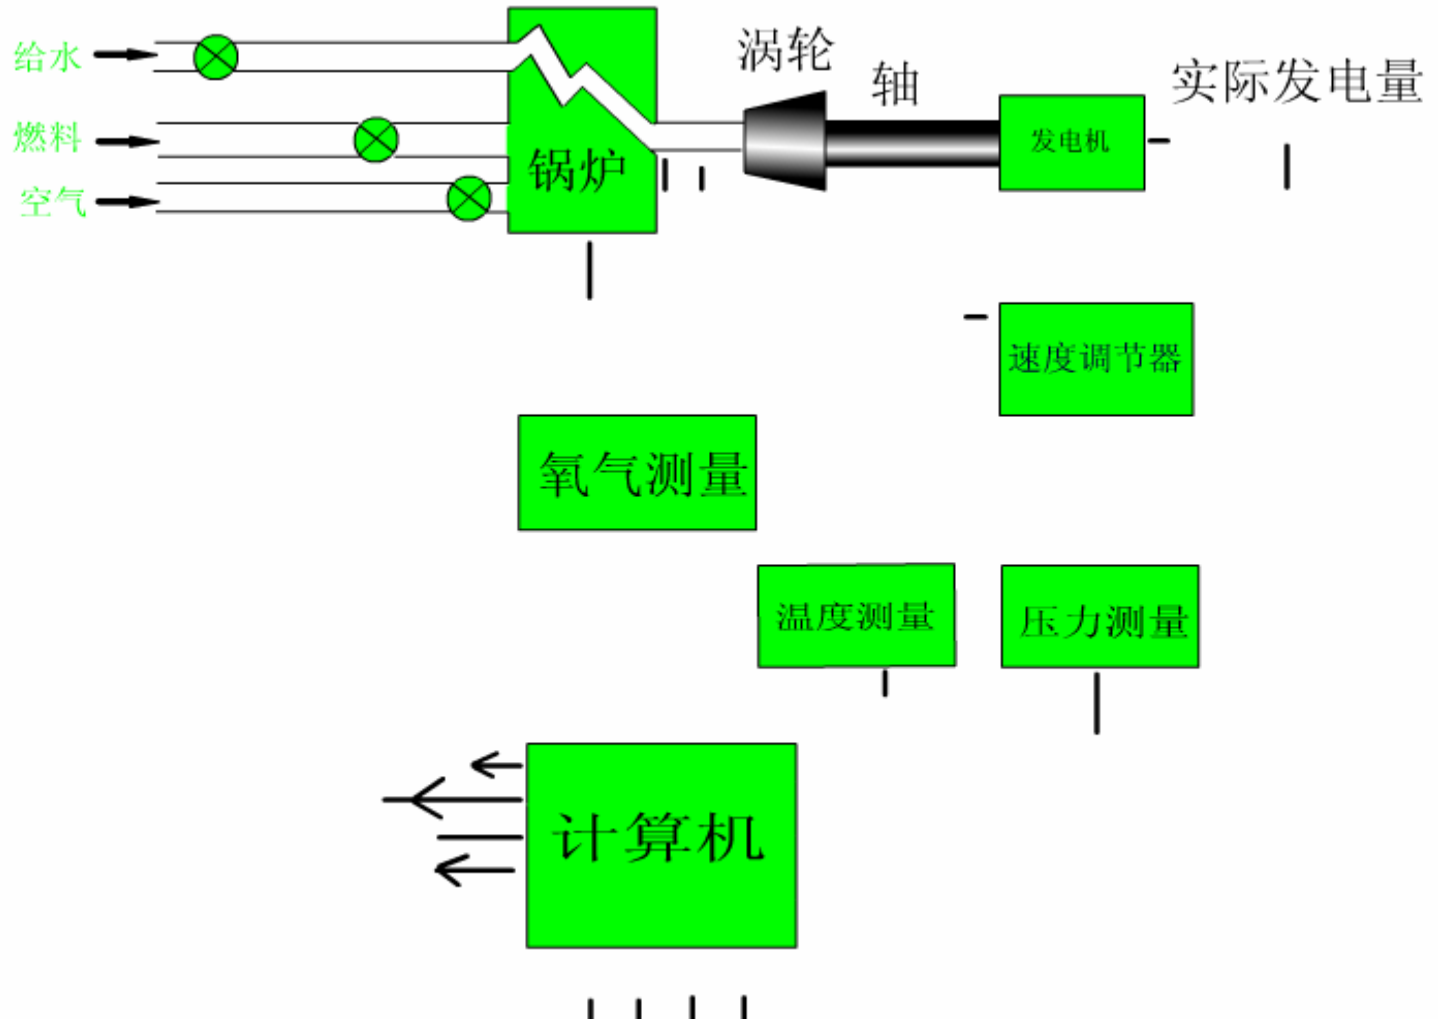 给水
燃料
空气
锅炉
涡轮
轴
发电机
实际发电量
速度调节器
氧气测量
温度测量
压力测量
计算机